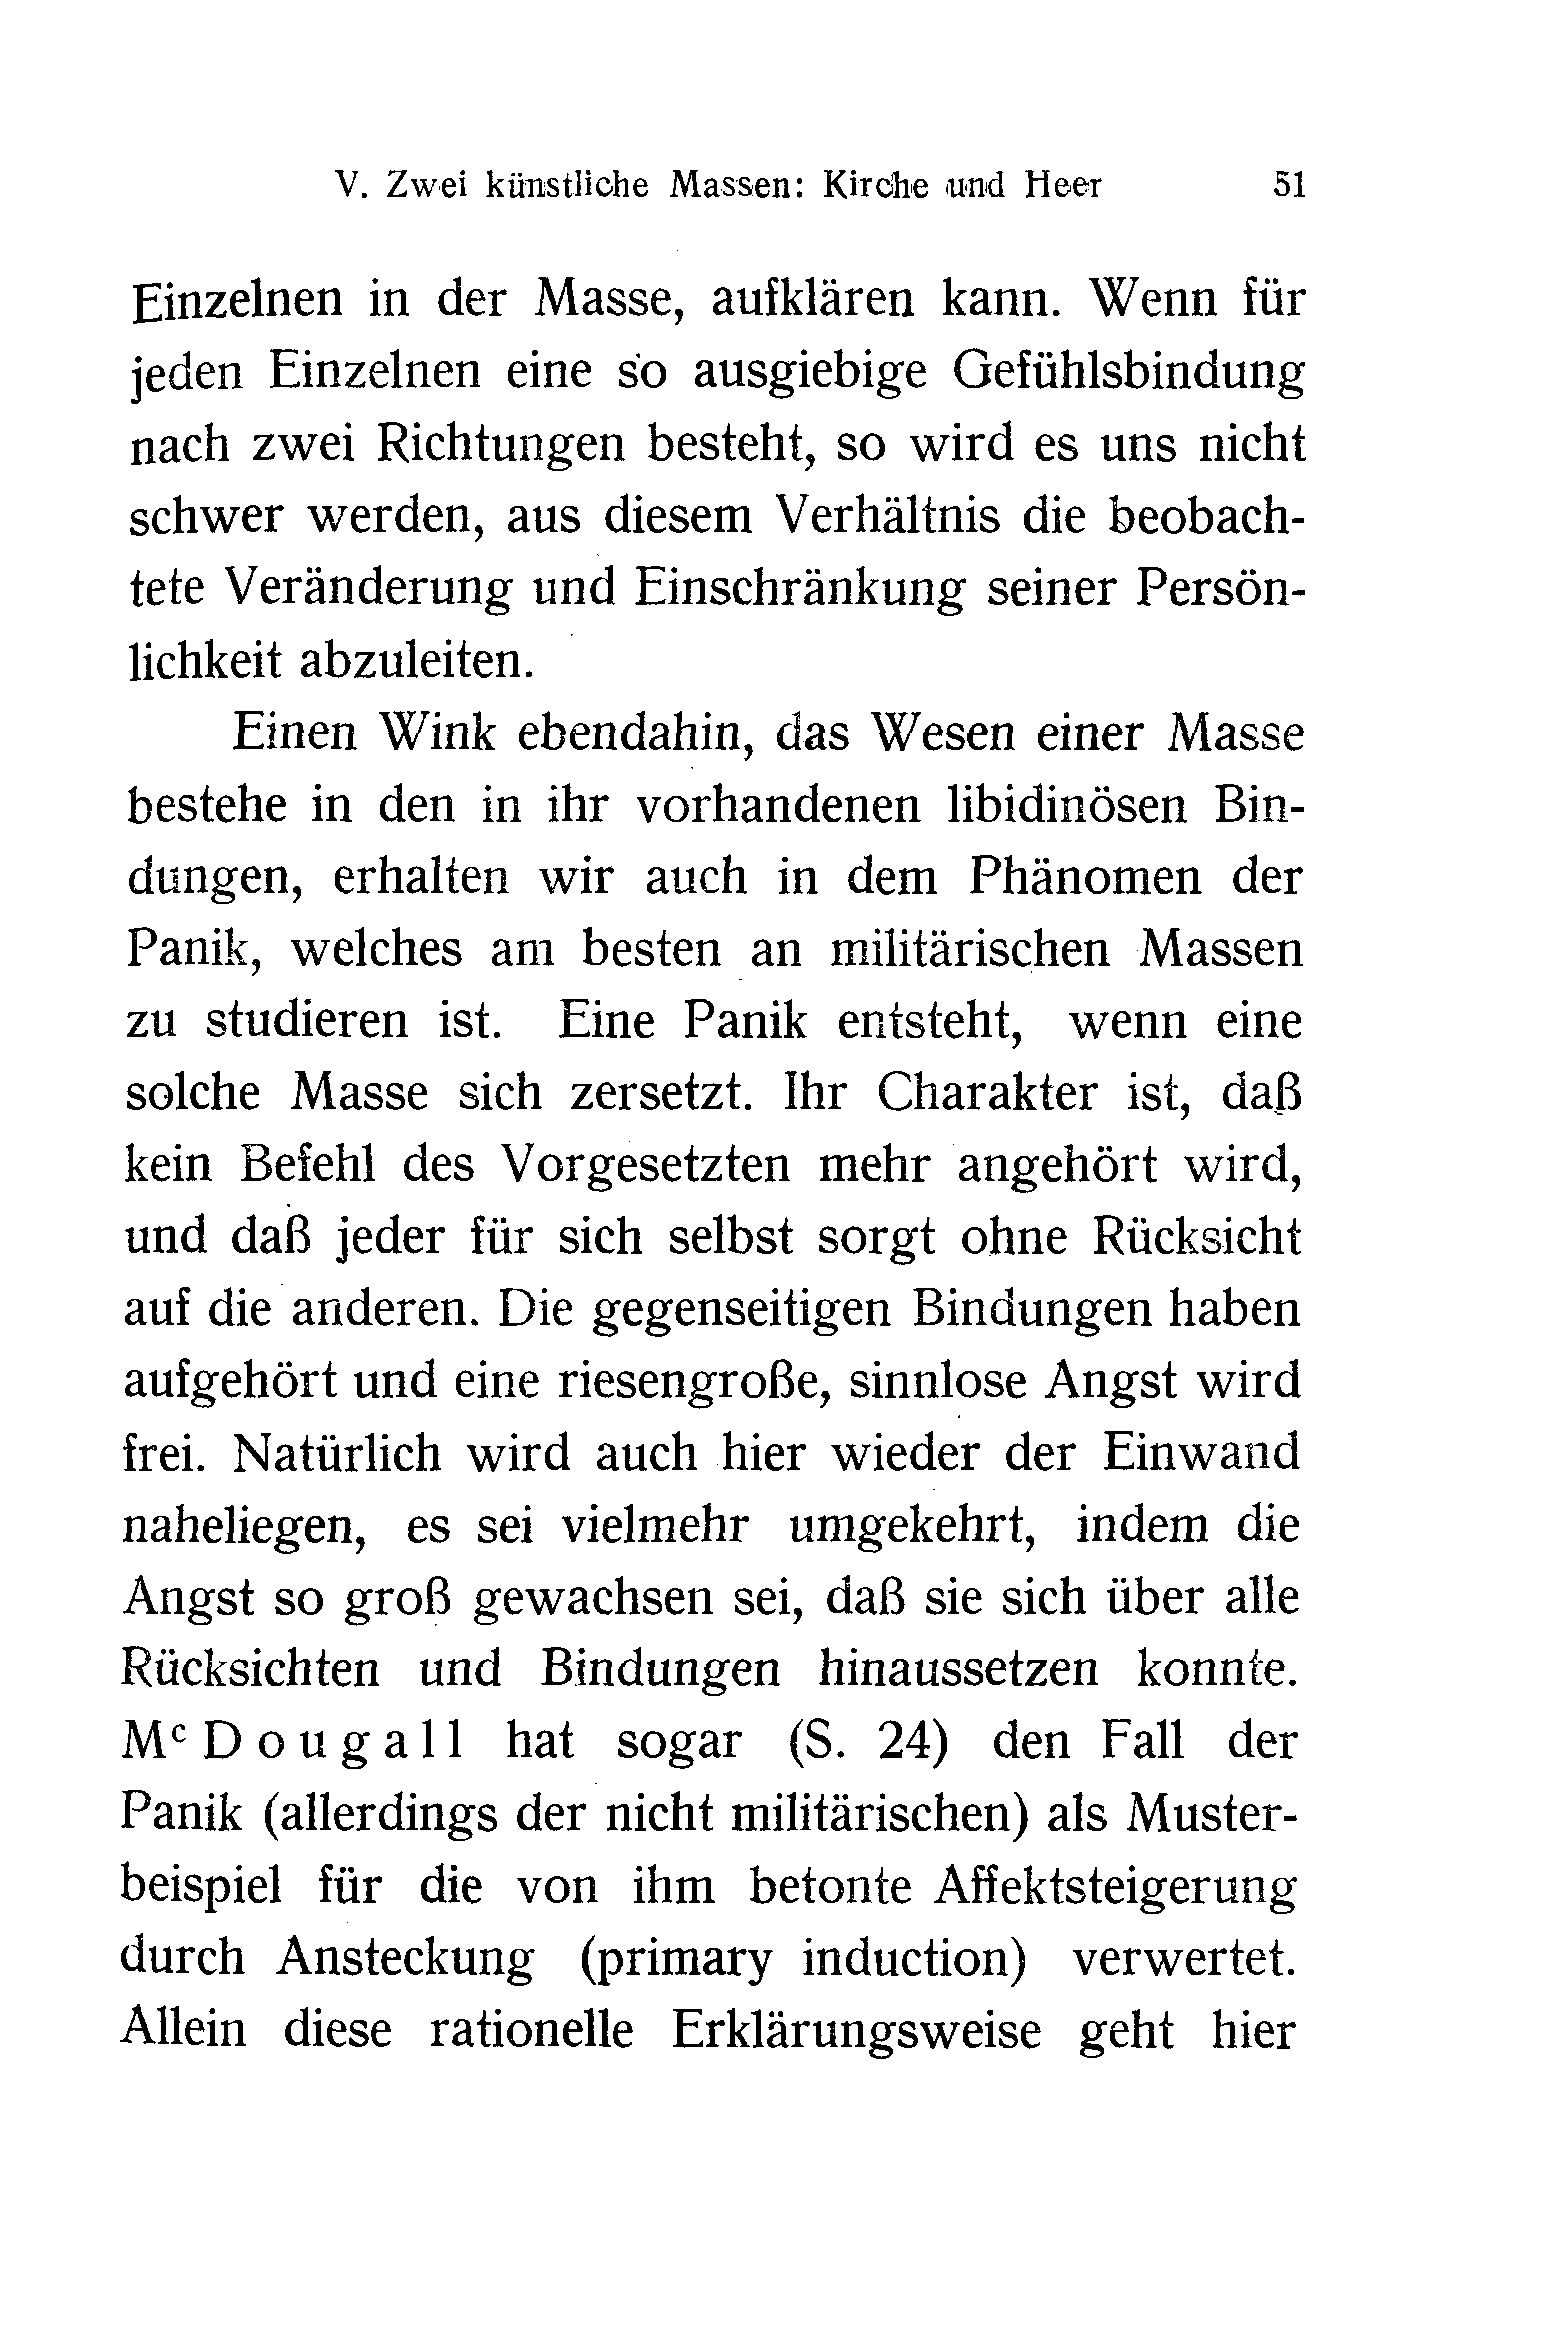 V. Zwei künstliche Massen: Kirche und Heer 51
Einzelnen in der Masse, aufklären kann. Wenn für
jeden Einzelnen eine so ausgiebige Gefühlsbindung
nach zwei Richtungen besteht, so wird es uns nicht
schwer werden, aus diesem Verhältnis die beobach-
tete Veränderung und Einschränkung seiner Persön-
lichkeit abzuleiten.
Einen Wink ebendahin, das Wesen einer Masse
bestehe in den in ihr vorhandenen libidinösen Bin-
dungen, erhalten wir auch in dem Phänomen der
Panik, welches am besten an militärischen Massen
zu studieren ist. Eine Panik entsteht, wenn eine
solche Masse sich zersetzt. Ihr Charakter ist, daß
kein Befehl des Vorgesetzten mehr angehört wird,
und daß jeder für sich selbst sorgt ohne Rücksicht
auf die anderen. Die gegenseitigen Bindungen haben
aufgehört und eine riesengroße, sinnlose Angst wird
frei. Natürlich wird auch hier wieder der Einwand
naheliegen, es sei vielmehr umgekehrt, indem die
Angst so groß gewachsen sei, daß sie sich über alle
Rücksichten und Bindungen hinaussetzen konnte.
Mc Dougall hat sogar (S. 24) den Fall der
Panik (allerdings der nicht militärischen) als Muster-
beispiel für die von ihm betonte Affektsteigerung
durch Ansteckung (primary induction) verwertet.
Allein diese rationelle Erklärungsweise geht hier